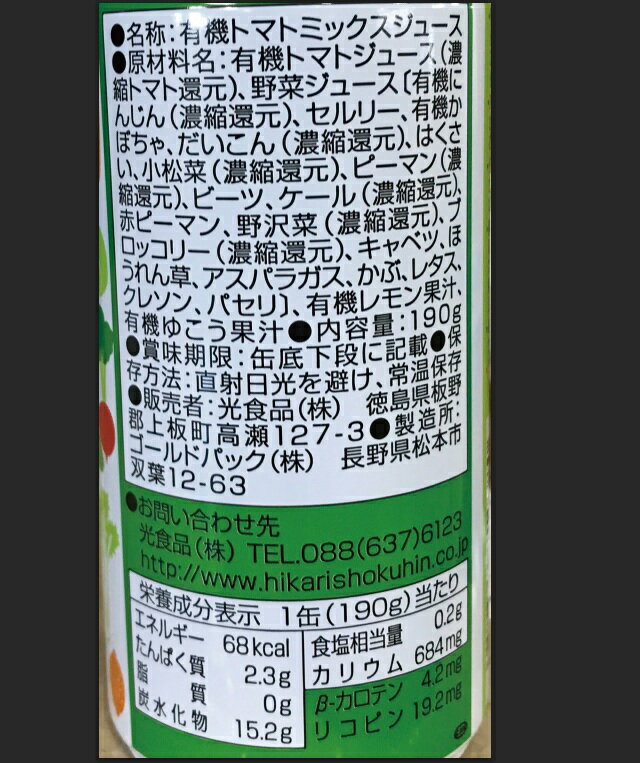 ●名称：有機トマトミックスジュース
●原材料名：有機トマトジュース（濃
縮トマト還元）、野菜ジュース〔有機に
んじん（濃縮還元）、セルリー、有機か
ぼちゃ、だいこん（濃縮還元）、はくさ
い、小松菜（濃縮還元）、ピーマン（濃
縮還元）、ビーツ、ケール（濃縮還元）、
赤ピーマン、野沢菜（濃縮還元）、ブ
ロッコリー（濃縮還元）、キャベツ、ほ
うれん草、アスパラガス、かぶ、レタス、
クレソン、パセリ〕、有機レモン果汁、
有機ゆこう果汁●内容量：190g
●賞味期限：缶底下段に記載●保
存方法：直射日光を避け、常温保存
●販売者：光食品（株） 徳島県板野
郡上板町高瀬127-3●製造所：
ゴールドパック（株） 長野県松本市
双葉12-63
●お問い合わせ先
光食品（株） TEL.088(637)6123
http://www.hikarishokuhin.co.jp
栄養成分表示 1缶(190g)当たり
エネルギー 68kcal
たんぱく質 2.3g
脂質 0g
炭水化物 15.2g
食塩相当量 0.2g
カリウム 684mg
β-カロテン 4.2mg
リコピン 19.2mg